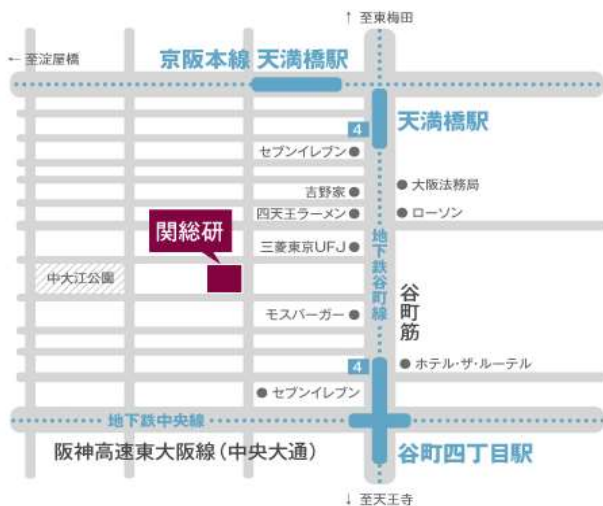 ↑ 至東梅田
← 至淀屋橋
京阪本線 天満橋駅
4
天満橋駅
セブンイレブン
吉野家
大阪法務局
四天王ラーメン
ローソン
関総研
三菱東京UFJ
地下鉄谷町線
中大江公園
谷町筋
モスバーガー
4
ホテル・ザ・ルーテル
セブンイレブン
地下鉄中央線
阪神高速東大阪線(中央大通)
谷町四丁目駅
↓ 至天王寺